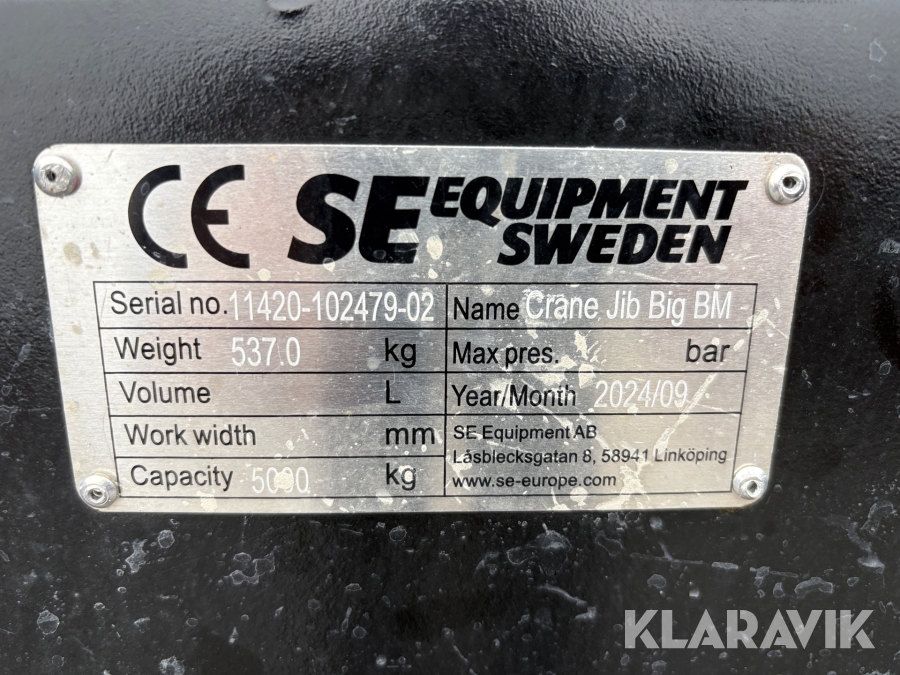 CE SE EQUIPMENT
SWEDEN
Serial no. 11420-102479-02
Name Crane Jib Big BM -
Weight 537.0 kg
Max pres. bar
Volume L
Year/Month 2024/09
Work width mm
SE Equipment AB
Låsblecksgatan 8, 58941 Linköping
www.se-europe.com
Capacity 5000 kg
KLARAVIK